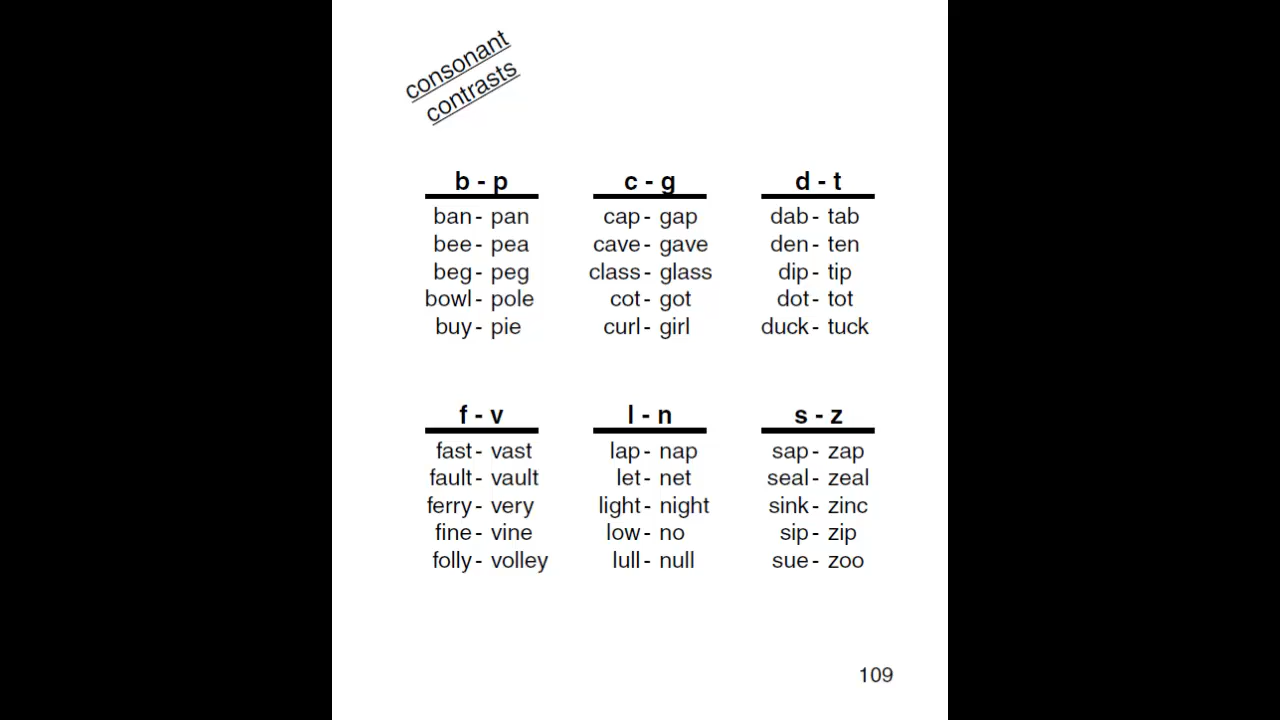 consonant
contrasts
b - p
ban - pan
bee - pea
beg - peg
bowl - pole
buy - pie
c - g
cap - gap
cave - gave
class - glass
cot - got
curl - girl
d - t
dab - tab
den - ten
dip - tip
dot - tot
duck - tuck
f - v
fast - vast
fault - vault
ferry - very
fine - vine
folly - volley
l - n
lap - nap
let - net
light - night
low - no
lull - null
s - z
sap - zap
seal - zeal
sink - zinc
sip - zip
sue - zoo
109